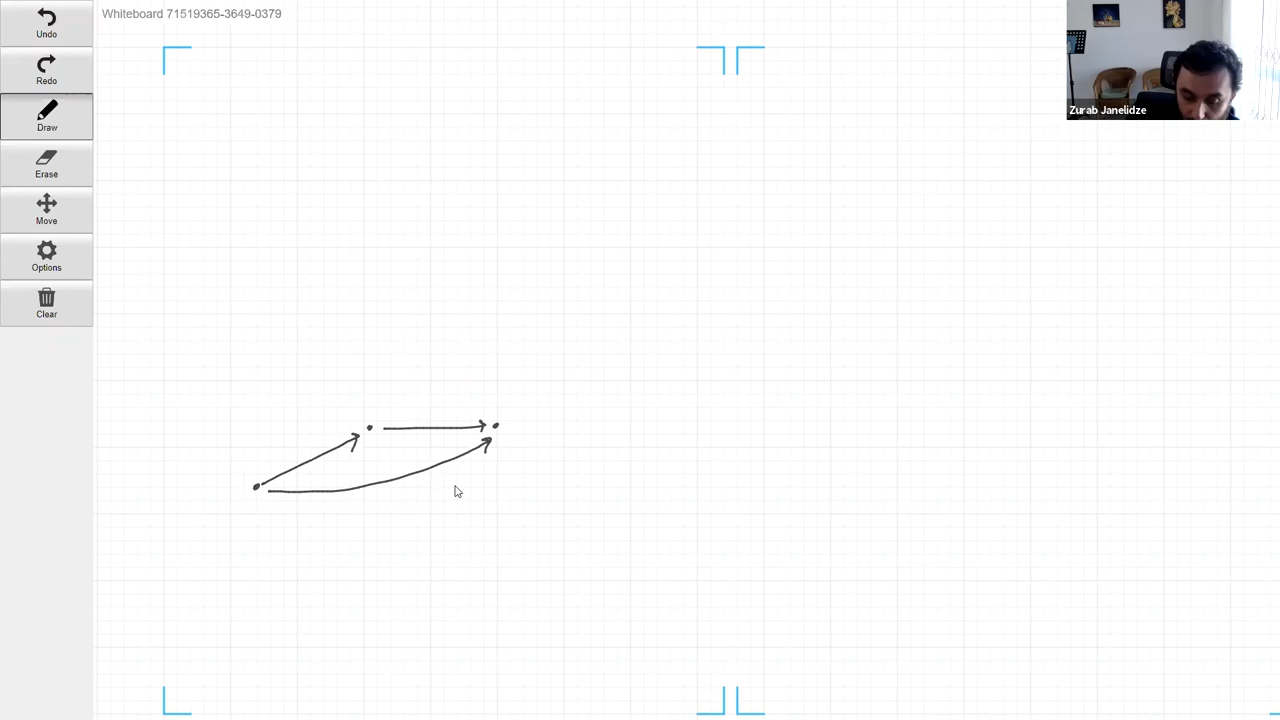 Whiteboard 71519365-3649-0379
Undo
Redo
Draw
Erase
Move
Options
Clear
Zurab Janelidze